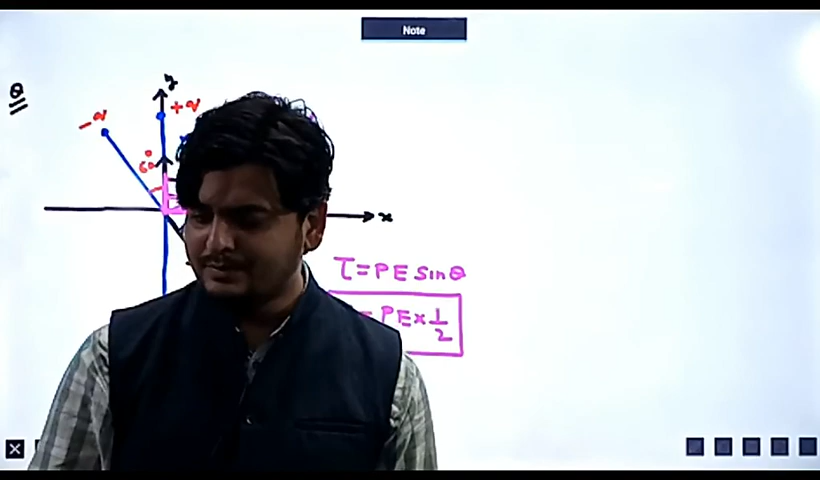 Note
Q
y
+q
-q
60°
x
τ = PE sinθ
= PE × 1/2